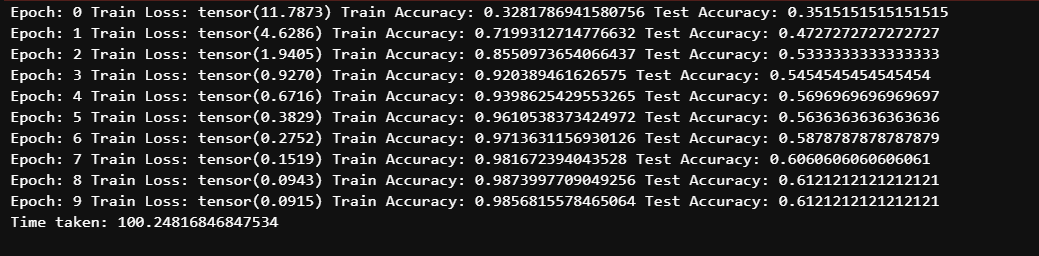 Epoch: 0 Train Loss: tensor(11.7873) Train Accuracy: 0.3281786941580756 Test Accuracy: 0.3515151515151515
Epoch: 1 Train Loss: tensor(4.6286) Train Accuracy: 0.7199312714776632 Test Accuracy: 0.4727272727272727
Epoch: 2 Train Loss: tensor(1.9405) Train Accuracy: 0.8550973654066437 Test Accuracy: 0.5333333333333333
Epoch: 3 Train Loss: tensor(0.9270) Train Accuracy: 0.920389461626575 Test Accuracy: 0.5454545454545454
Epoch: 4 Train Loss: tensor(0.6716) Train Accuracy: 0.9398625429553265 Test Accuracy: 0.5696969696969697
Epoch: 5 Train Loss: tensor(0.3829) Train Accuracy: 0.9610538373424972 Test Accuracy: 0.5636363636363636
Epoch: 6 Train Loss: tensor(0.2752) Train Accuracy: 0.9713631156930126 Test Accuracy: 0.5878787878787879
Epoch: 7 Train Loss: tensor(0.1519) Train Accuracy: 0.981672394043528 Test Accuracy: 0.6060606060606061
Epoch: 8 Train Loss: tensor(0.0943) Train Accuracy: 0.9873997709049256 Test Accuracy: 0.6121212121212121
Epoch: 9 Train Loss: tensor(0.0915) Train Accuracy: 0.9856815578465064 Test Accuracy: 0.6121212121212121
Time taken: 100.24816846847534